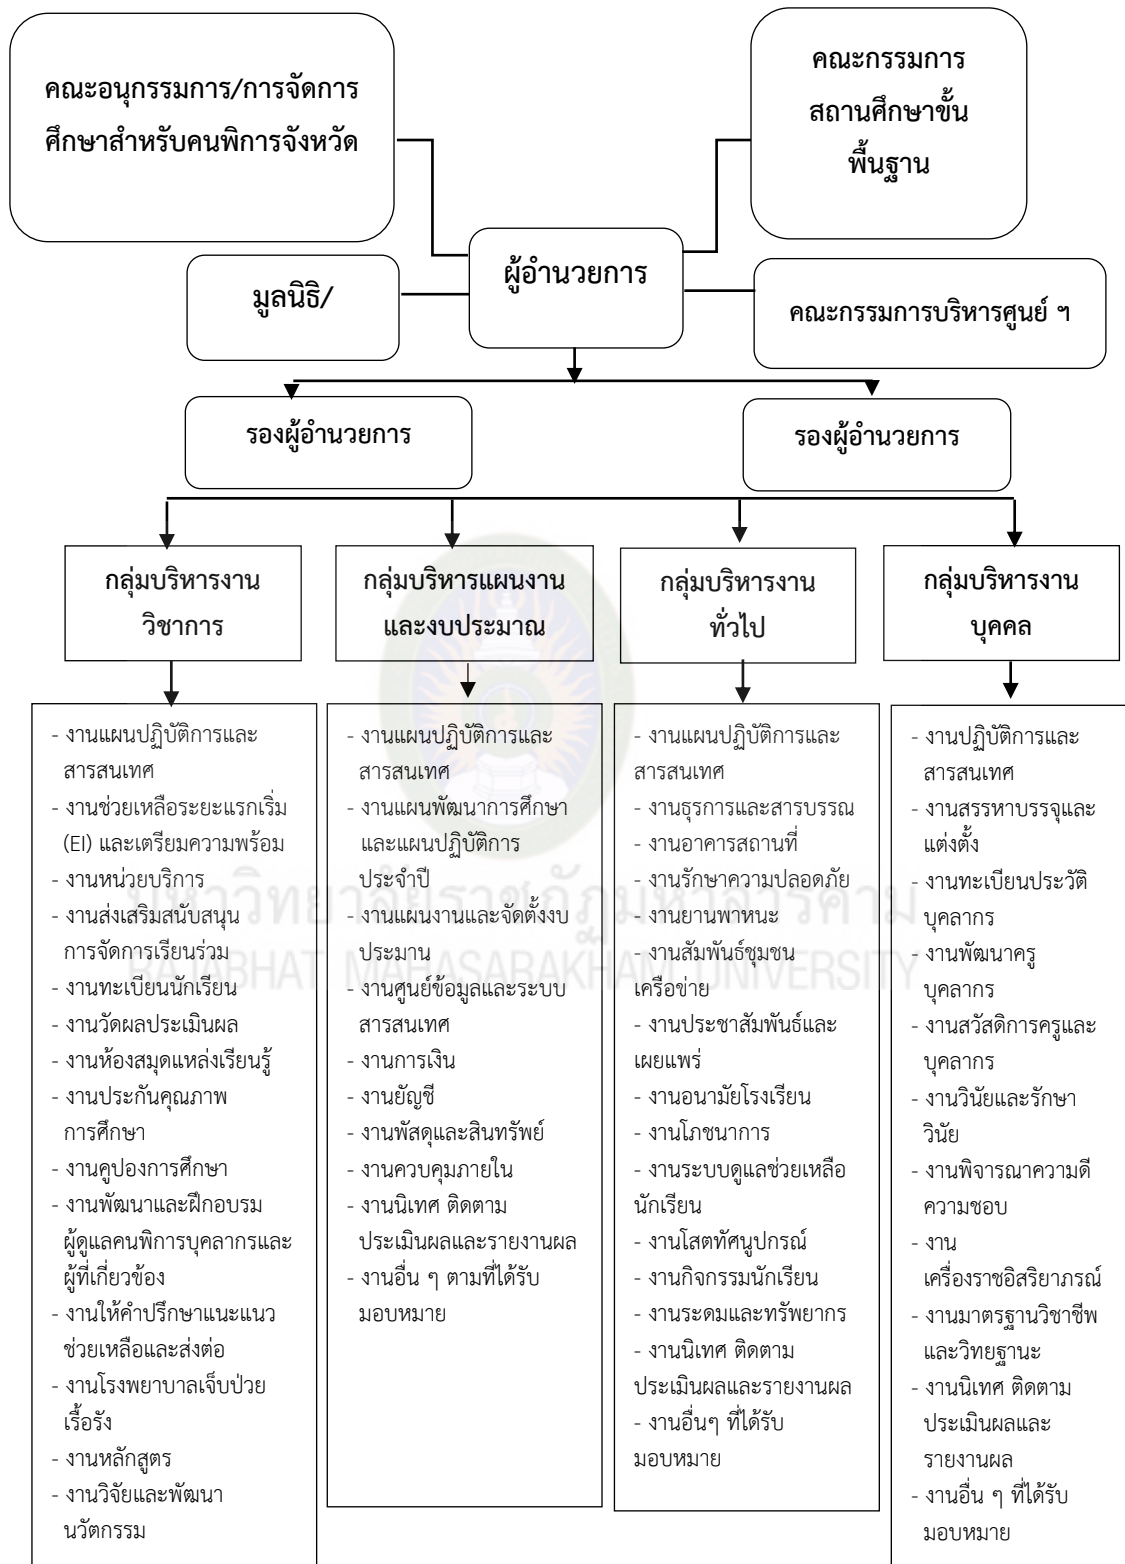 คณะอนุกรรมการ/การจัดการ
ศึกษาสำหรับคนพิการจังหวัด
คณะกรรมการ
สถานศึกษาขั้น
พื้นฐาน
ผู้อำนวยการ
มูลนิธิ/
คณะกรรมการบริหารศูนย์ ฯ
รองผู้อำนวยการ
รองผู้อำนวยการ
กลุ่มบริหารงาน
วิชาการ
กลุ่มบริหารแผนงาน
และงบประมาณ
กลุ่มบริหารงาน
ทั่วไป
กลุ่มบริหารงาน
บุคคล
- งานแผนปฏิบัติการและ
สารสนเทศ
- งานช่วยเหลือระยะแรกเริ่ม
(EI) และเตรียมความพร้อม
- งานหน่วยบริการ
- งานส่งเสริมสนับสนุน
การจัดการเรียนร่วม
- งานทะเบียนนักเรียน
- งานวัดผลประเมินผล
- งานห้องสมุดแหล่งเรียนรู้
- งานประกันคุณภาพ
การศึกษา
- งานคูปองการศึกษา
- งานพัฒนาและฝึกอบรม
ผู้ดูแลคนพิการบุคลากรและ
ผู้ที่เกี่ยวข้อง
- งานให้คำปรึกษาแนะแนว
ช่วยเหลือและส่งต่อ
- งานโรงพยาบาลเจ็บป่วย
เรื้อรัง
- งานหลักสูตร
- งานวิจัยและพัฒนา
นวัตกรรม
- งานแผนปฏิบัติการและ
สารสนเทศ
- งานแผนพัฒนาการศึกษา
และแผนปฏิบัติการ
ประจำปี
- งานแผนงานและจัดตั้งงบ
ประมาน
- งานศูนย์ข้อมูลและระบบ
สารสนเทศ
- งานการเงิน
- งานยัญชี
- งานพัสดุและสินทรัพย์
- งานควบคุมภายใน
- งานนิเทศ ติดตาม
ประเมินผลและรายงานผล
- งานอื่น ๆ ตามที่ได้รับ
มอบหมาย
- งานแผนปฏิบัติการและ
สารสนเทศ
- งานธุรการและสารบรรณ
- งานอาคารสถานที่
- งานรักษาความปลอดภัย
- งานยานพาหนะ
- งานสัมพันธ์ชุมชน
เครือข่าย
- งานประชาสัมพันธ์และ
เผยแพร่
- งานอนามัยโรงเรียน
- งานโภชนาการ
- งานระบบดูแลช่วยเหลือ
นักเรียน
- งานโสตทัศนูปกรณ์
- งานกิจกรรมนักเรียน
- งานระดมและทรัพยากร
- งานนิเทศ ติดตาม
ประเมินผลและรายงานผล
- งานอื่นๆ ที่ได้รับ
มอบหมาย
- งานปฏิบัติการและ
สารสนเทศ
- งานสรรหาบรรจุและ
แต่งตั้ง
- งานทะเบียนประวัติ
บุคลากร
- งานพัฒนาครู
บุคลากร
- งานสวัสดิการครูและ
บุคลากร
- งานวินัยและรักษา
วินัย
- งานพิจารณาความดี
ความชอบ
- งาน
เครื่องราชอิสริยาภรณ์
- งานมาตรฐานวิชาชีพ
และวิทยฐานะ
- งานนิเทศ ติดตาม
ประเมินผลและ
รายงานผล
- งานอื่น ๆ ที่ได้รับ
มอบหมาย
มหาวิทยาลัยราชภัฏมหาสารคาม
RAJABHAT MAHASARAKHAM UNIVERSITY